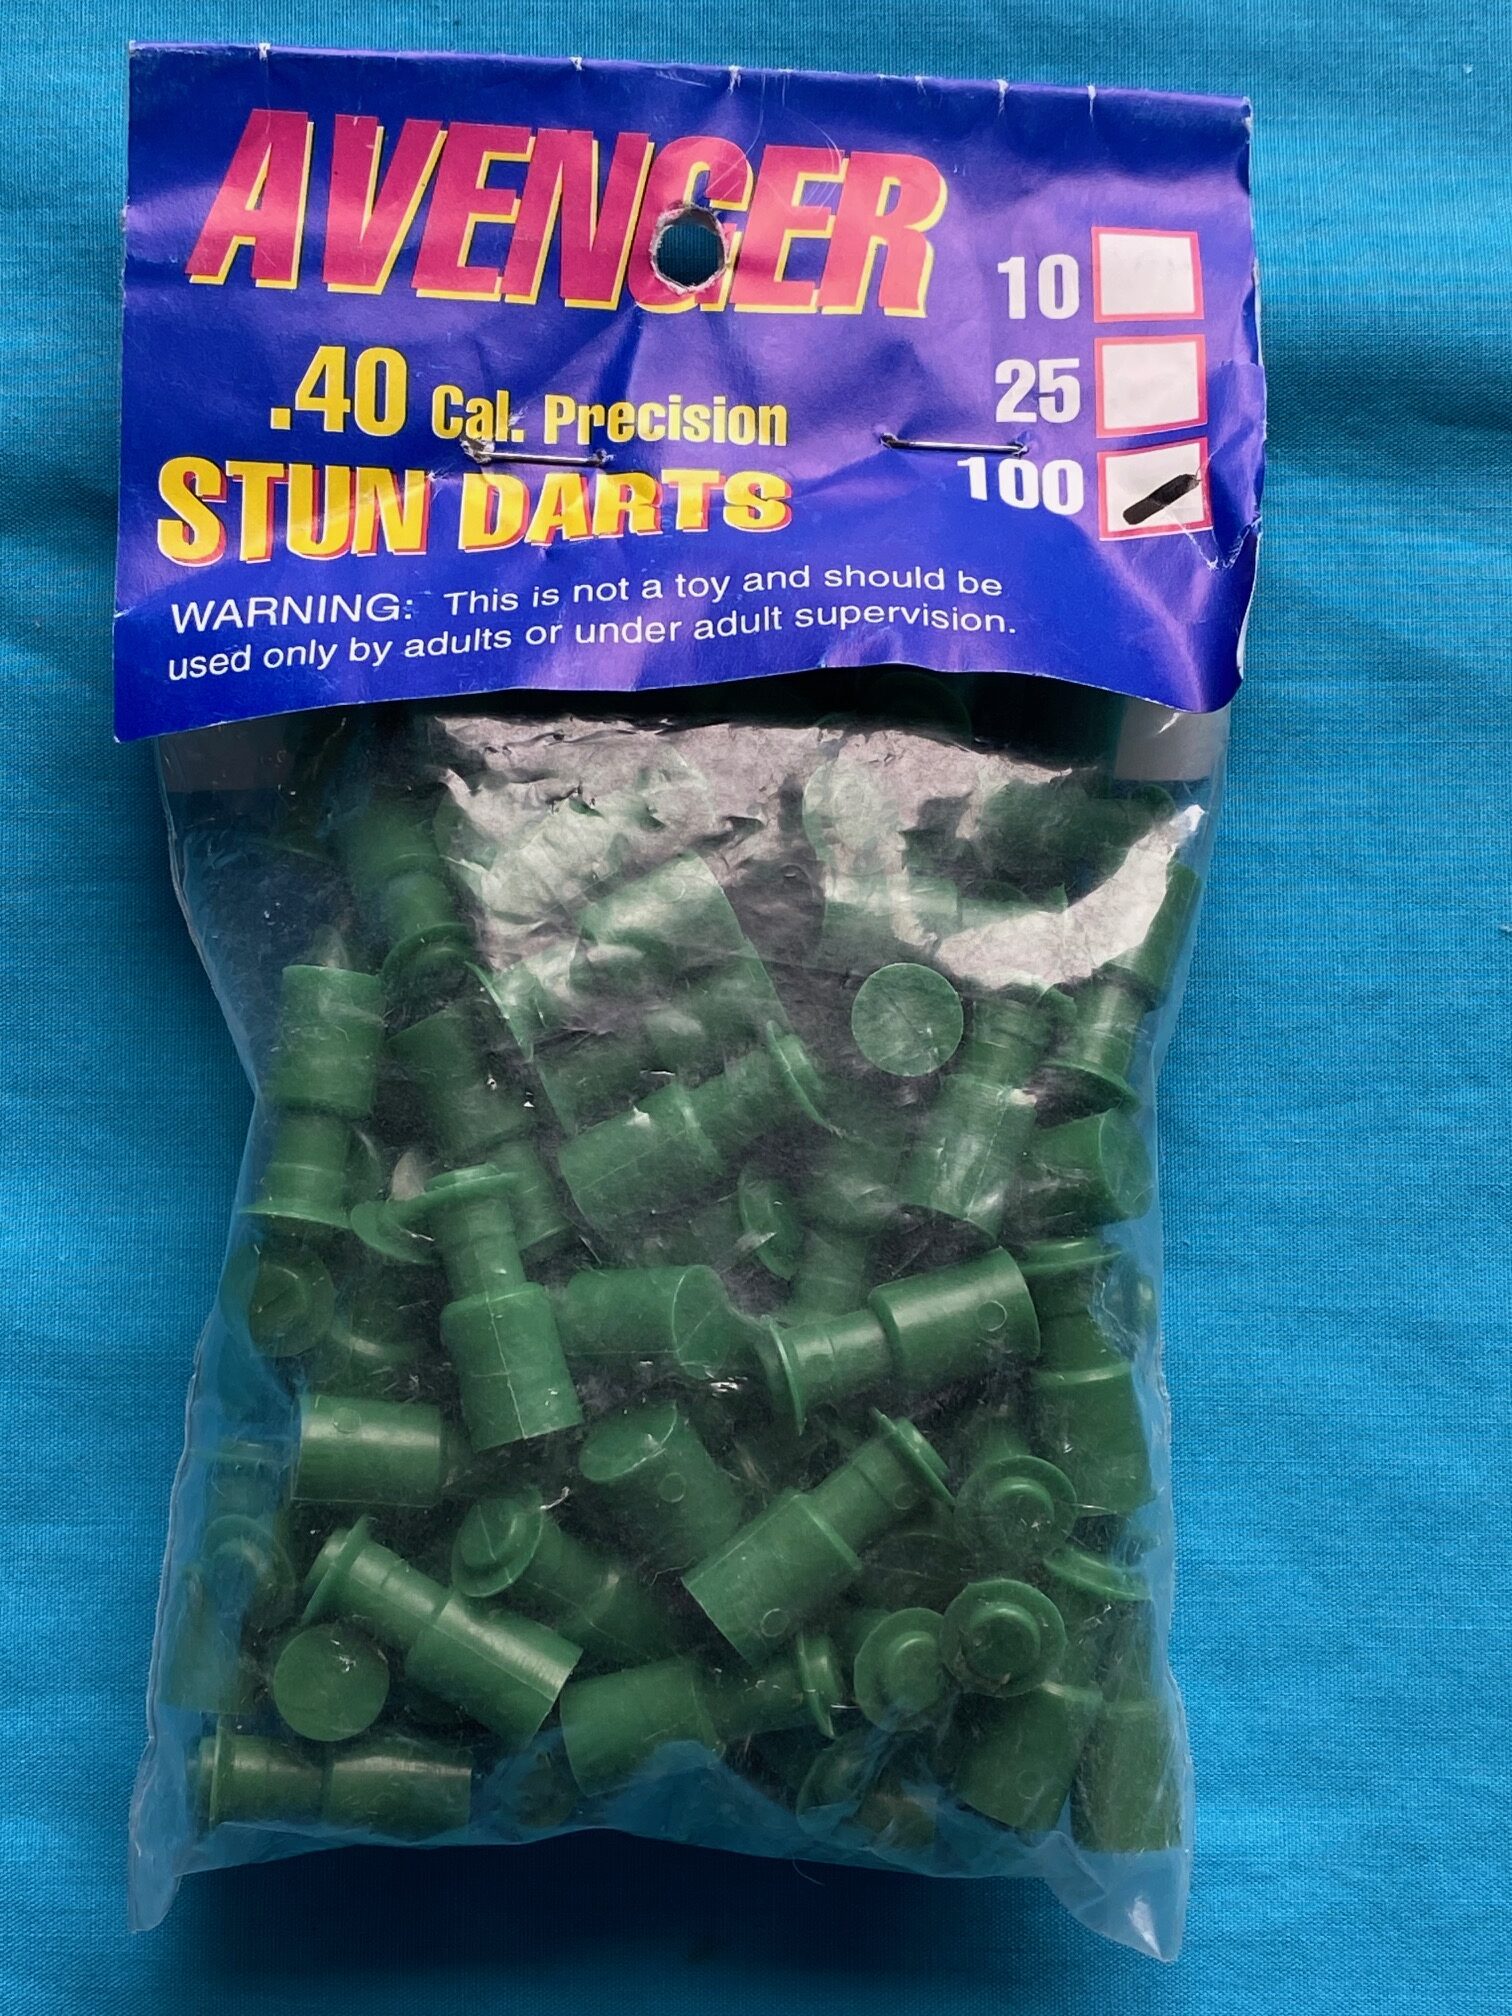 AVENGER
.40 Cal. Precision
STUN DARTS
10
25
100
WARNING: This is not a toy and should be
used only by adults or under adult supervision.